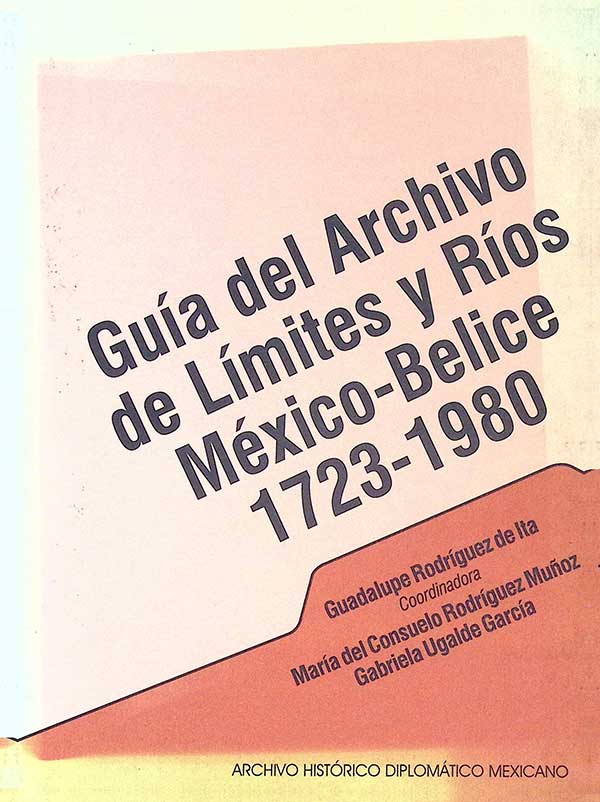 Guía del Archivo
de Límites y Ríos
México-Belice
1723-1980
Guadalupe Rodríguez de Ita
Coordinadora
María del Consuelo Rodríguez Muñoz
Gabriela Ugalde García
ARCHIVO HISTÓRICO DIPLOMÁTICO MEXICANO